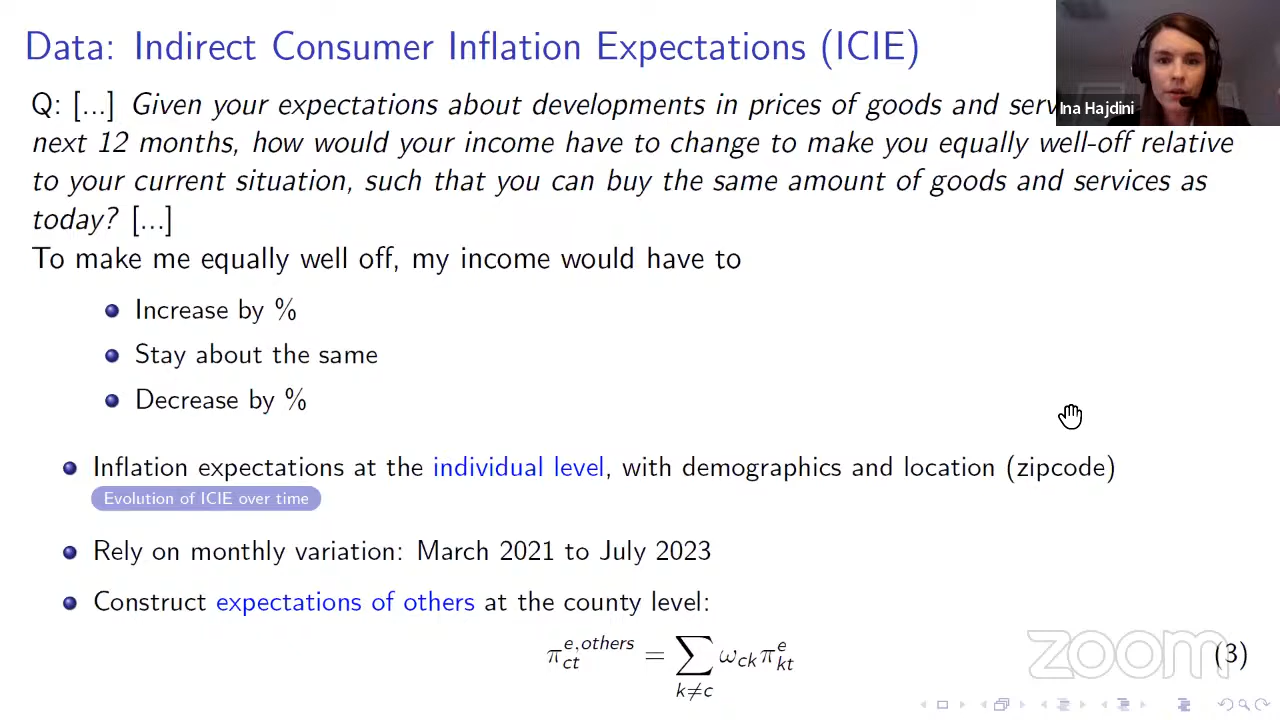 Data: Indirect Consumer Inflation Expectations (ICIE)
Ina Hajdini
Q: [...] Given your expectations about developments in prices of goods and
next 12 months, how would your income have to change to make you equally well-off relative
to your current situation, such that you can buy the same amount of goods and services as
today? [...]
To make me equally well off, my income would have to
Increase by %
Stay about the same
Decrease by %
Inflation expectations at the individual level, with demographics and location (zipcode)
Evolution of ICIE over time
Rely on monthly variation: March 2021 to July 2023
Construct expectations of others at the county level:
π_{ct}^{e,others} = ∑_{k≠c} ω_{ck}π_{kt}^{e} (3)
zoom